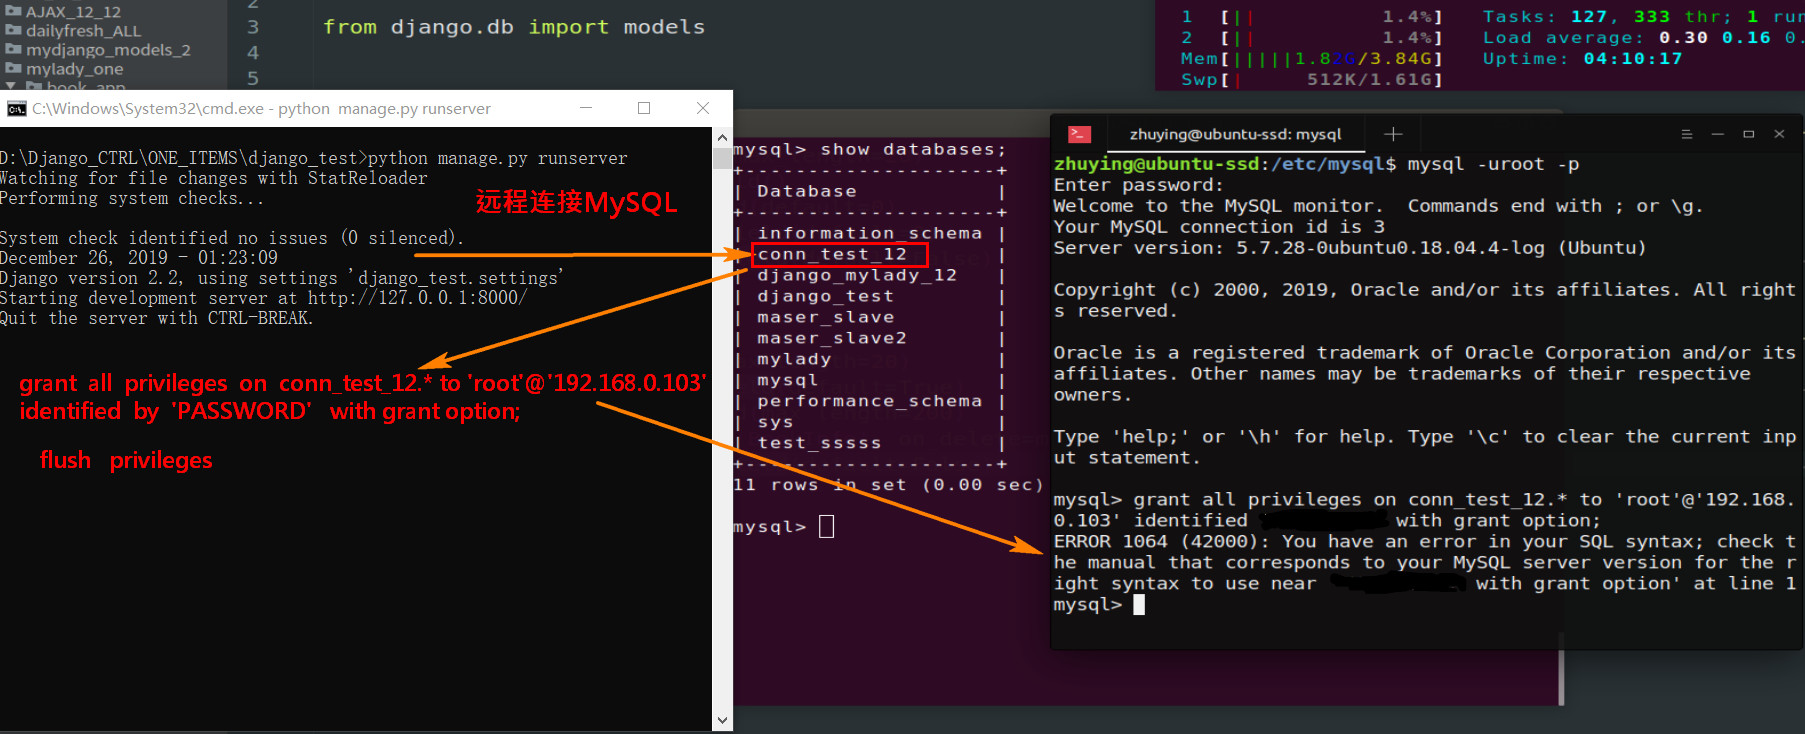 AJAX_12_12
dailyfresh_ALL
mydjango_models_2
mylady_one
book_app
2
3 from django.db import models
4
5
1 [|| 1.4%] Tasks: 127, 333 thr; 1 run
2 [|| 1.4%] Load average: 0.30 0.16 0.
Mem[|||||1.82G/3.84G] Uptime: 04:10:17
Swp[| 512K/1.61G]
C:\Windows\System32\cmd.exe - python manage.py runserver
D:\Django_CTRL\ONE_ITEMS\django_test>python manage.py runserver
Watching for file changes with StatReloader
Performing system checks...
远程连接MySQL
System check identified no issues (0 silenced).
December 26, 2019 - 01:23:09
Django version 2.2, using settings 'django_test.settings'
Starting development server at http://127.0.0.1:8000/
Quit the server with CTRL-BREAK.
grant all privileges on conn_test_12.* to 'root'@'192.168.0.103'
identified by 'PASSWORD' with grant option;
flush privileges
mysql> show databases;
+--------------------+
| Database |
+--------------------+
| information_schema |
| conn_test_12 |
| django_mylady_12 |
| django_test |
| maser_slave |
| maser_slave2 |
| mylady |
| mysql |
| performance_schema |
| sys |
| test_sssss |
+--------------------+
11 rows in set (0.00 sec)
mysql>
zhuying@ubuntu-ssd: mysql
zhuying@ubuntu-ssd:/etc/mysql$ mysql -uroot -p
Enter password:
Welcome to the MySQL monitor. Commands end with ; or \g.
Your MySQL connection id is 3
Server version: 5.7.28-0ubuntu0.18.04.4-log (Ubuntu)
Copyright (c) 2000, 2019, Oracle and/or its affiliates. All right
s reserved.
Oracle is a registered trademark of Oracle Corporation and/or its
affiliates. Other names may be trademarks of their respective
owners.
Type 'help;' or '\h' for help. Type '\c' to clear the current inp
ut statement.
mysql> grant all privileges on conn_test_12.* to 'root'@'192.168.
0.103' identified with grant option;
ERROR 1064 (42000): You have an error in your SQL syntax; check t
he manual that corresponds to your MySQL server version for the r
ight syntax to use near with grant option' at line 1
mysql>